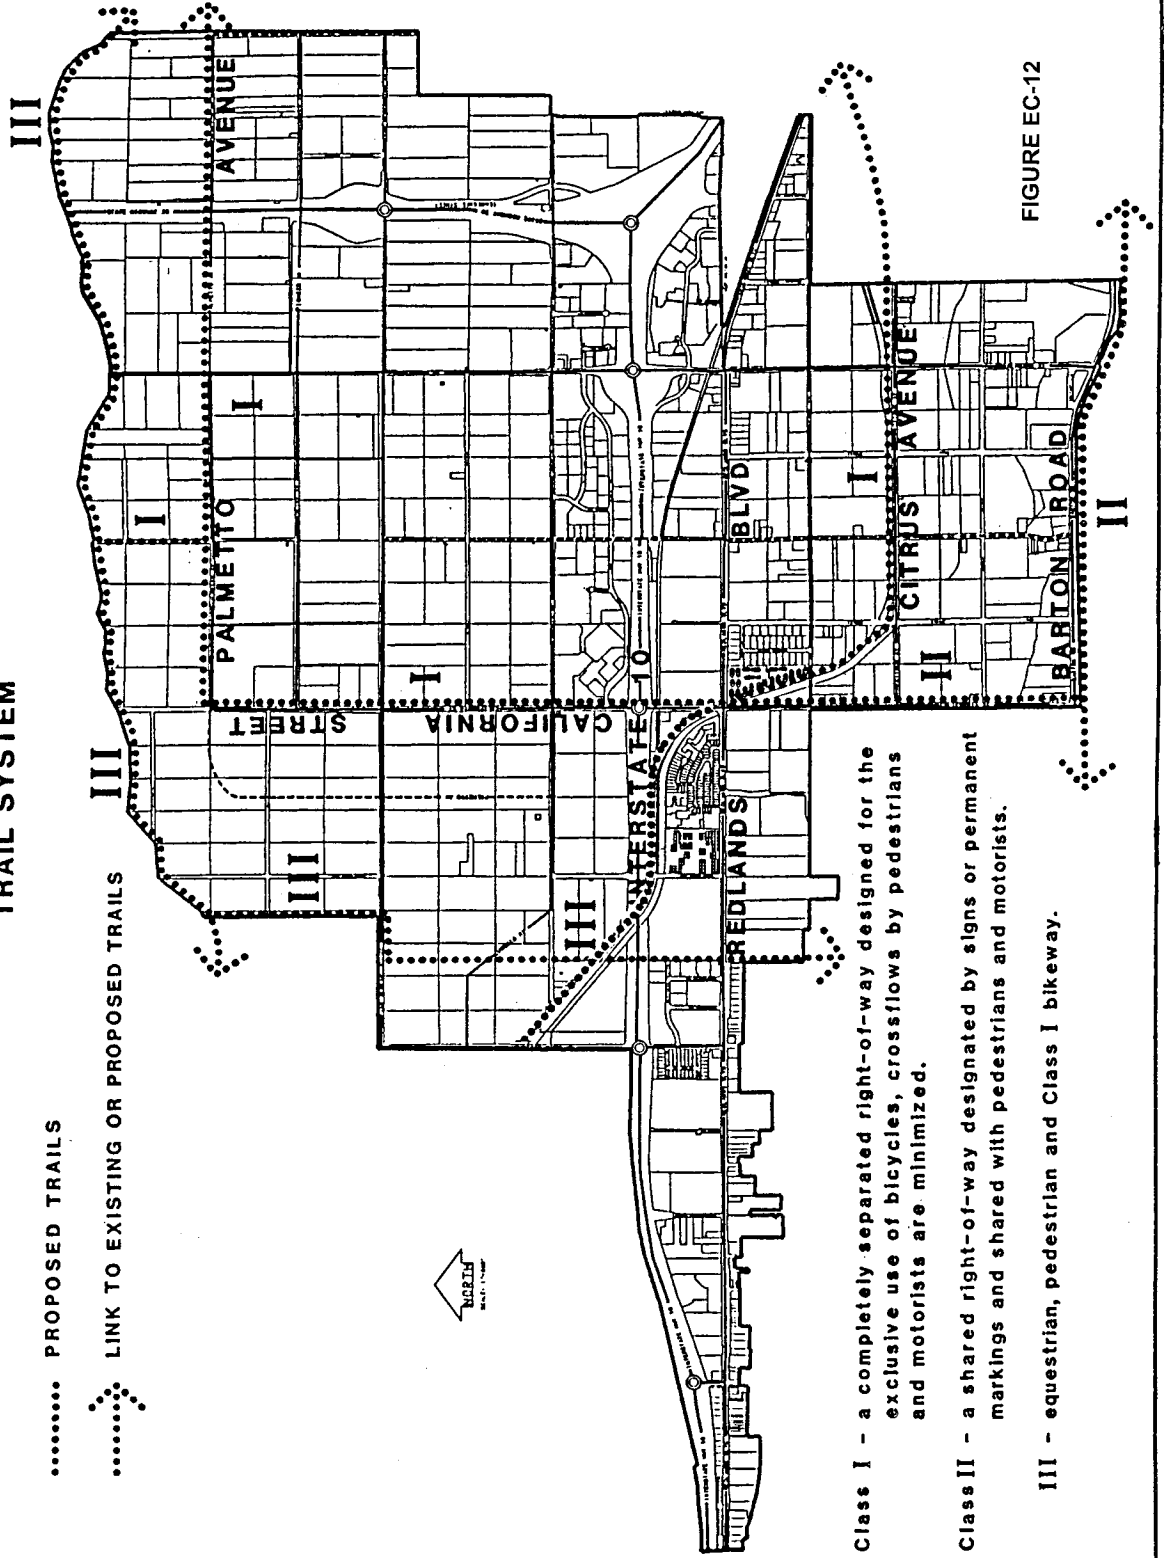 TRAIL SYSTEM
PROPOSED TRAILS
LINK TO EXISTING OR PROPOSED TRAILS
III
III
III
III
I
I
I
I
II
II
PALMETTO AVENUE
CALIFORNIA STREET
INTERSTATE 10
REDLANDS BLVD
CITRUS AVENUE
BARTON ROAD
NORTH
Class I - a completely separated right-of-way designed for the
exclusive use of bicycles, crossflows by pedestrians
and motorists are minimized.
Class II - a shared right-of-way designated by signs or permanent
markings and shared with pedestrians and motorists.
III - equestrian, pedestrian and Class I bikeway.
FIGURE EC-12